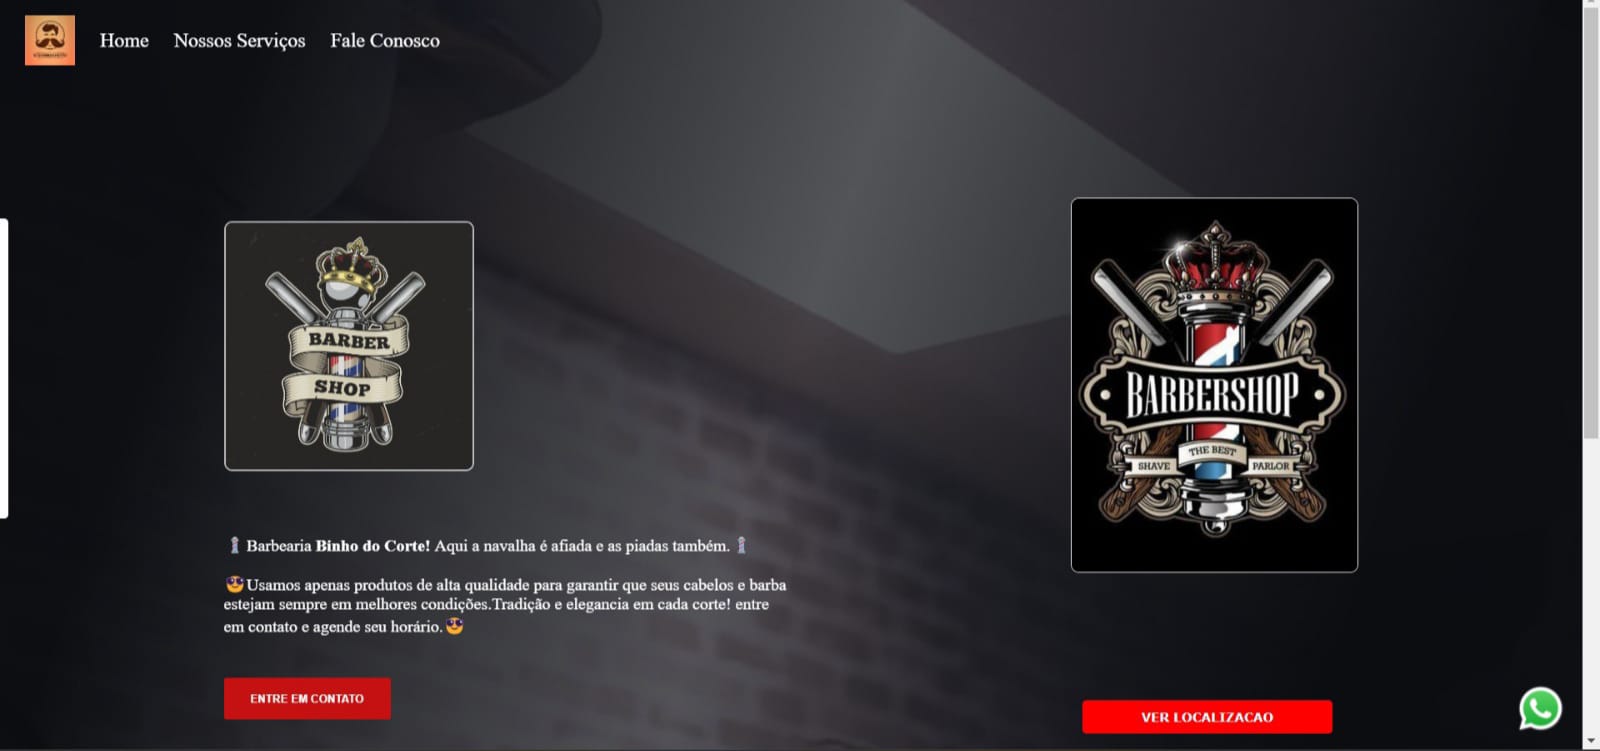 Home Nossos Serviços Fale Conosco
BARBER
SHOP
BARBERSHOP
THE BEST
SHAVE PARLOR
Barbearia Binho do Corte! Aqui a navalha é afiada e as piadas também.
Usamos apenas produtos de alta qualidade para garantir que seus cabelos e barba
estejam sempre em melhores condições.Tradição e elegancia em cada corte! entre
em contato e agende seu horário.
ENTRE EM CONTATO
VER LOCALIZACAO